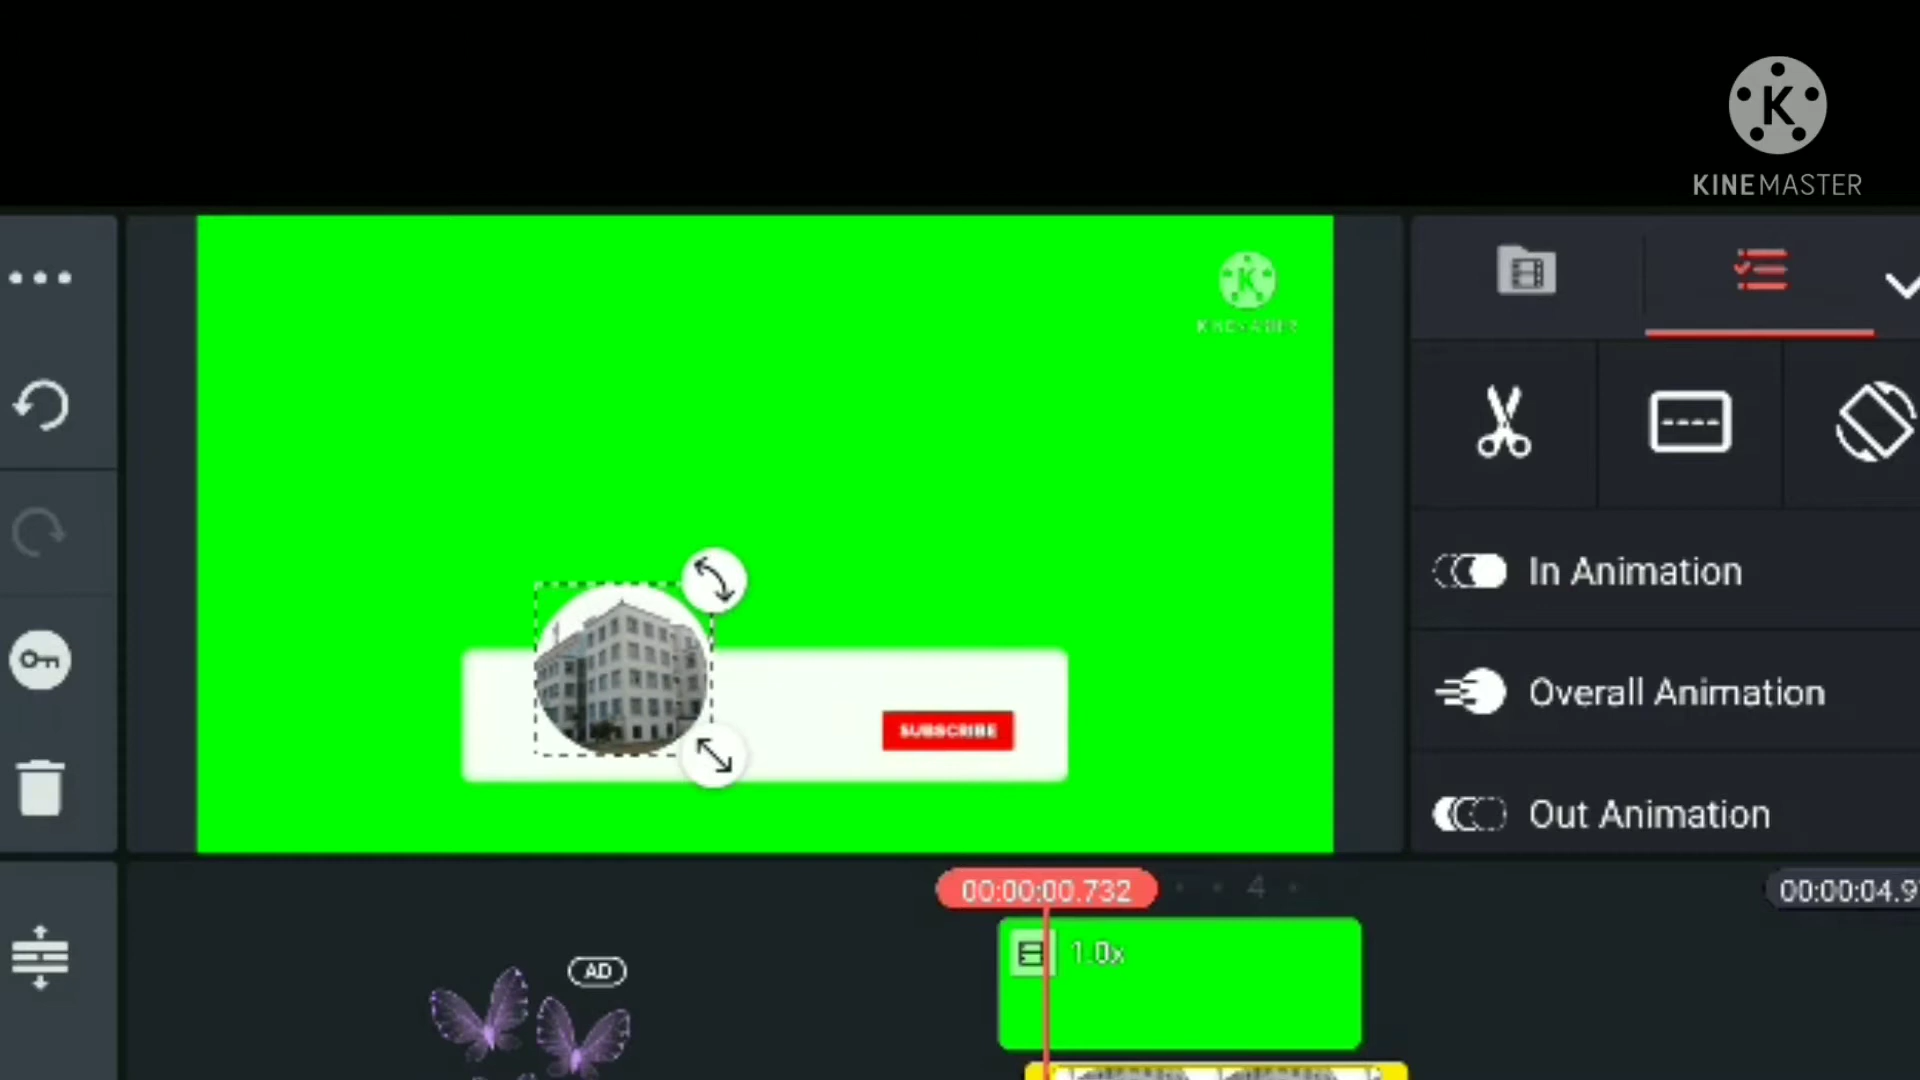 K
KINEMASTER
K
SUBSCRIBE
In Animation
Overall Animation
Out Animation
00:00:00.732
4
00:00:04.9
1.0x
AD